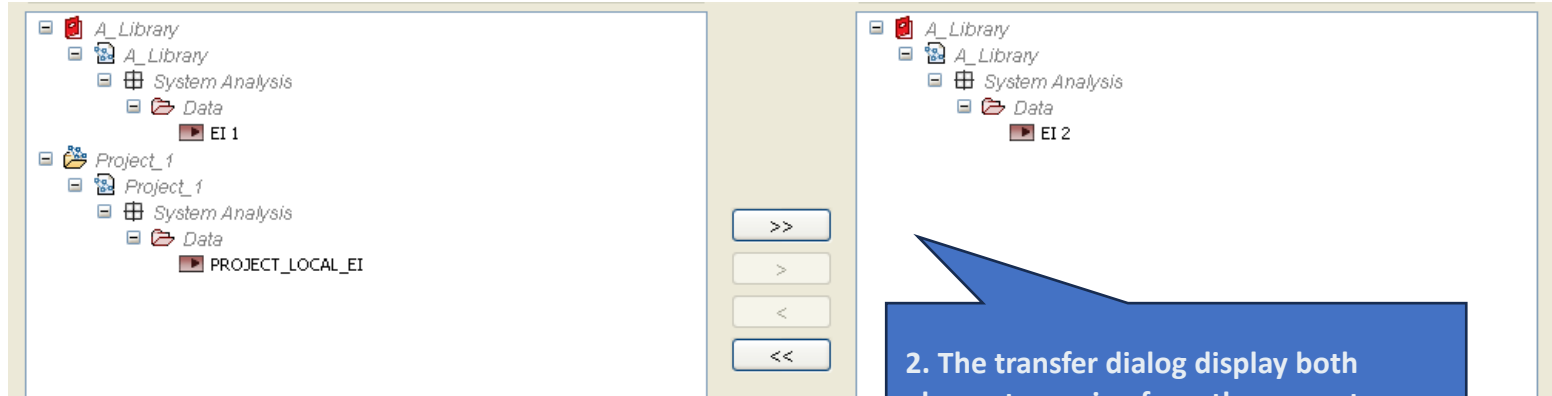 A_Library
A_Library
System Analysis
Data
EI 1
Project_1
Project_1
System Analysis
Data
PROJECT_LOCAL_EI
>>
>
<
<<
A_Library
A_Library
System Analysis
Data
EI 2
2. The transfer dialog display both